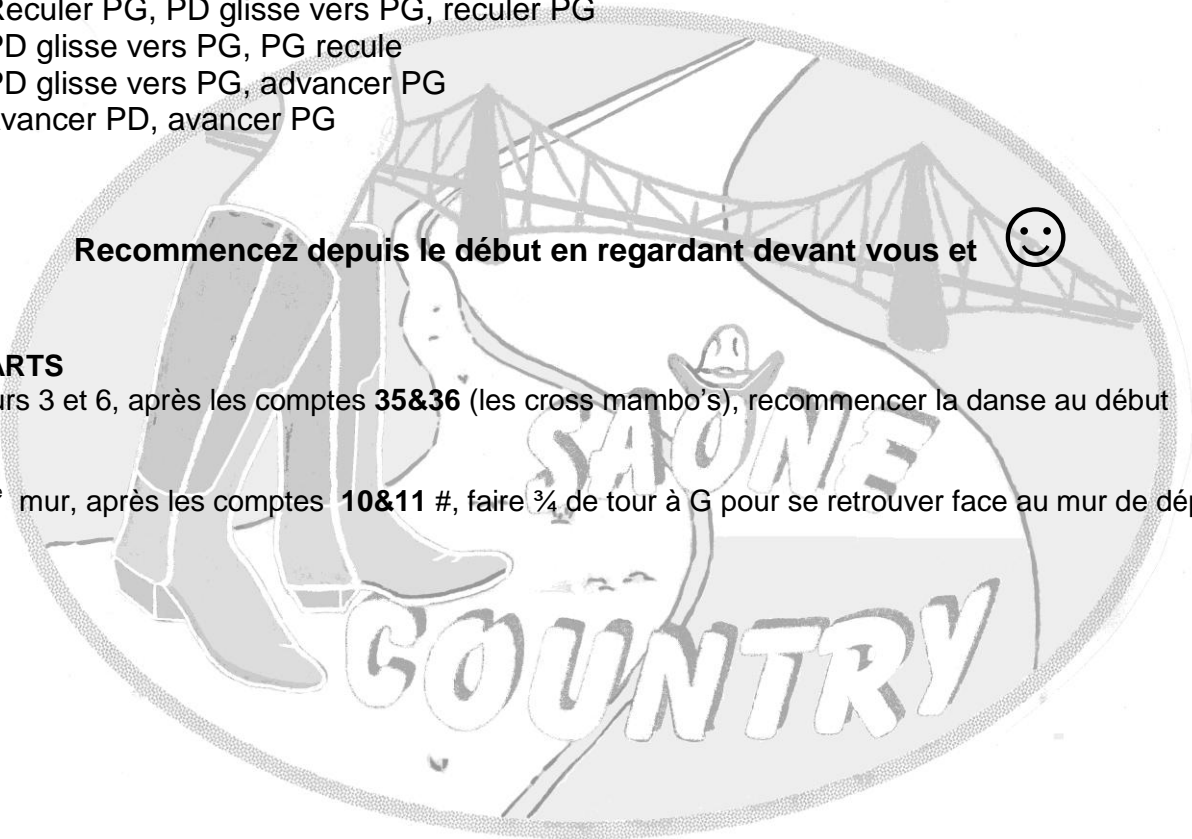 Reculer PG, PD glisse vers PG, reculer PG
PD glisse vers PG, PG recule
PD glisse vers PG, advancer PG
avancer PD, avancer PG
Recommencez depuis le début en regardant devant vous et ☺
ARTS
urs 3 et 6, après les comptes 35&36 (les cross mambo's), recommencer la danse au début
e mur, après les comptes 10&11 #, faire ¾ de tour à G pour se retrouver face au mur de dép
SAÔNE
COUNTRY